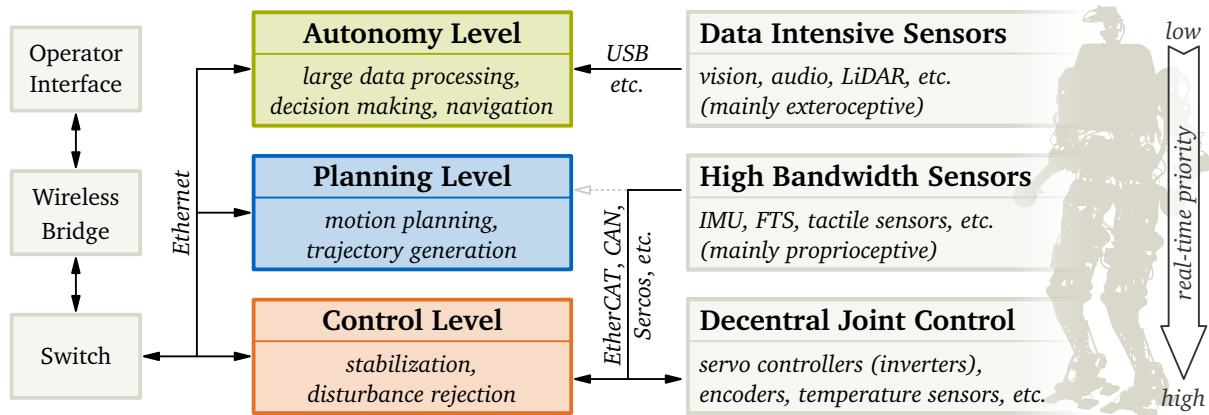 Operator
Interface
Wireless
Bridge
Switch
Ethernet
Autonomy Level
large data processing,
decision making, navigation
Planning Level
motion planning,
trajectory generation
Control Level
stabilization,
disturbance rejection
USB
etc.
EtherCAT, CAN,
Sercos, etc.
Data Intensive Sensors
vision, audio, LiDAR, etc.
(mainly exteroceptive)
High Bandwidth Sensors
IMU, FTS, tactile sensors, etc.
(mainly proprioceptive)
Decentral Joint Control
servo controllers (inverters),
encoders, temperature sensors, etc.
low
real-time priority
high